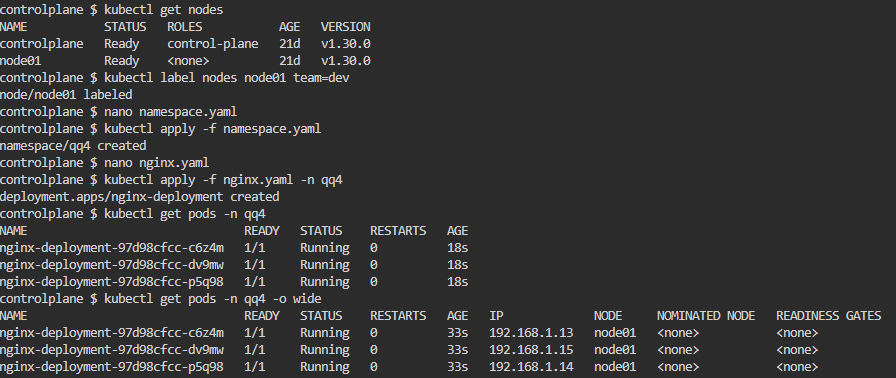 controlplane $ kubectl get nodes
NAME           STATUS   ROLES           AGE   VERSION
controlplane   Ready    control-plane   21d   v1.30.0
node01         Ready    <none>          21d   v1.30.0
controlplane $ kubectl label nodes node01 team=dev
node/node01 labeled
controlplane $ nano namespace.yaml
controlplane $ kubectl apply -f namespace.yaml
namespace/qq4 created
controlplane $ nano nginx.yaml
controlplane $ kubectl apply -f nginx.yaml -n qq4
deployment.apps/nginx-deployment created
controlplane $ kubectl get pods -n qq4
NAME                               READY   STATUS    RESTARTS   AGE
nginx-deployment-97d98cfcc-c6z4m   1/1     Running   0          18s
nginx-deployment-97d98cfcc-dv9mw   1/1     Running   0          18s
nginx-deployment-97d98cfcc-p5q98   1/1     Running   0          18s
controlplane $ kubectl get pods -n qq4 -o wide
NAME                               READY   STATUS    RESTARTS   AGE   IP             NODE     NOMINATED NODE   READINESS GATES
nginx-deployment-97d98cfcc-c6z4m   1/1     Running   0          33s   192.168.1.13   node01   <none>           <none>
nginx-deployment-97d98cfcc-dv9mw   1/1     Running   0          33s   192.168.1.15   node01   <none>           <none>
nginx-deployment-97d98cfcc-p5q98   1/1     Running   0          33s   192.168.1.14   node01   <none>           <none>